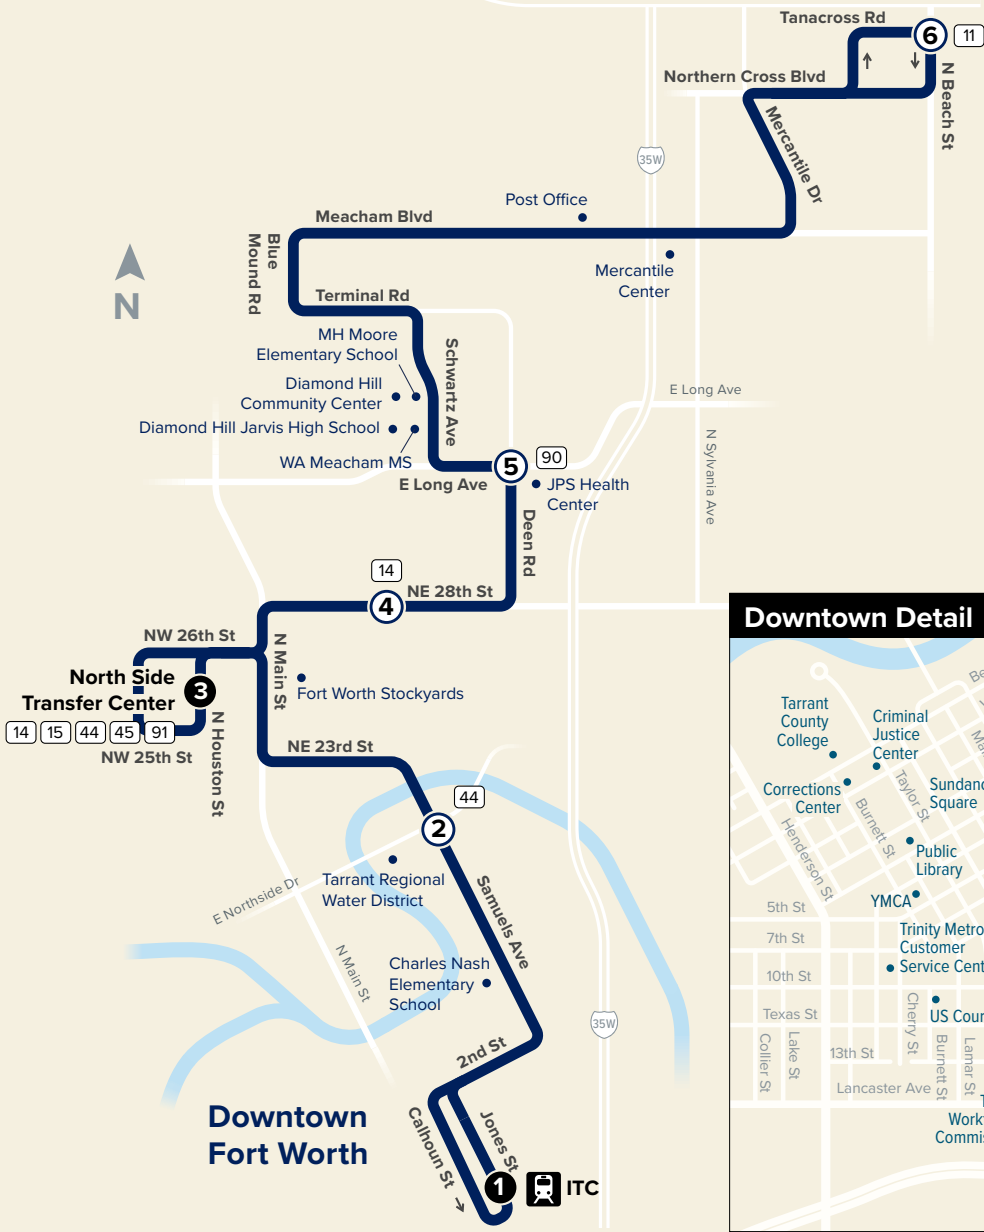 Tanacross Rd
6
11
Northern Cross Blvd
N Beach St
Mercantile Dr
35W
Post Office
Meacham Blvd
Blue
Mound Rd
Mercantile
Center
N
Terminal Rd
MH Moore
Elementary School
Schwartz Ave
Diamond Hill
Community Center
E Long Ave
Diamond Hill Jarvis High School
WA Meacham MS
N Sylvania Ave
5
90
E Long Ave
JPS Health
Center
Deen Rd
14
4
NE 28th St
NW 26th St
N Main St
North Side
Transfer Center
3
Fort Worth Stockyards
14
15
44
45
91
NW 25th St
N Houston St
NE 23rd St
44
2
Tarrant Regional
Water District
E Northside Dr
Samuels Ave
N Main St
Charles Nash
Elementary
School
35W
2nd St
Downtown
Fort Worth
Calhoun St
Jones St
1
ITC
Downtown Detail
Be
Ma
Tarrant
County
College
Criminal
Justice
Center
Corrections
Center
Taylor St
Sundanc
Square
Burnett St
Henderson St
Public
Library
YMCA
5th St
Trinity Metro
Customer
Service Cent
7th St
10th St
US Cour
Texas St
Cherry St
Collier St
Lake St
13th St
Burnett St
Lamar St
Lancaster Ave
T
Work
Commis